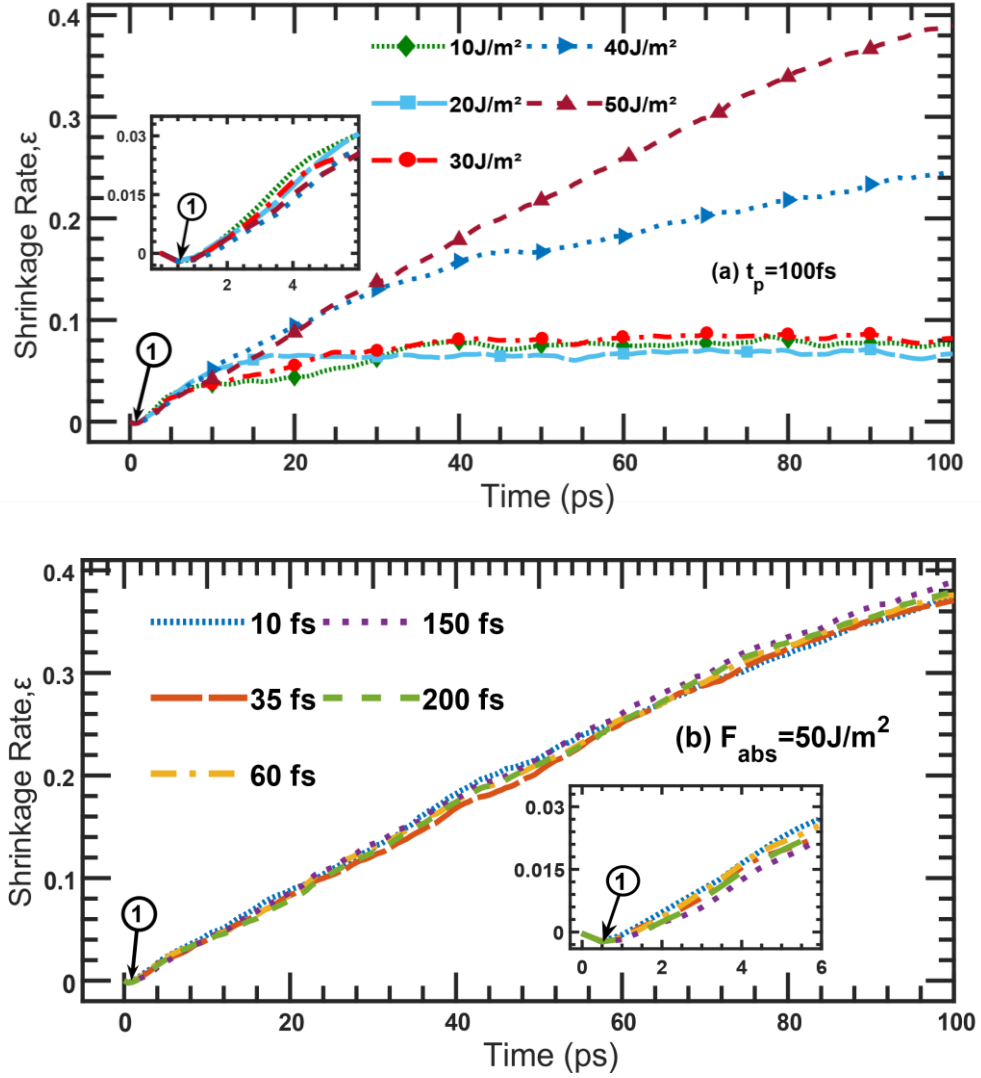 0.4
0.3
0.2
0.1
0
Shrinkage Rate,ε
10J/m² 40J/m²
20J/m² 50J/m²
30J/m²
0.03
0.015
0
2 4
1
1
(a) t_p=100fs
0 20 40 60 80 100
Time (ps)
0.4
0.3
0.2
0.1
0
Shrinkage Rate,ε
10 fs 150 fs
35 fs 200 fs
60 fs
(b) F_abs=50J/m²
0.03
0.015
0
0 2 4 6
1
1
0 20 40 60 80 100
Time (ps)